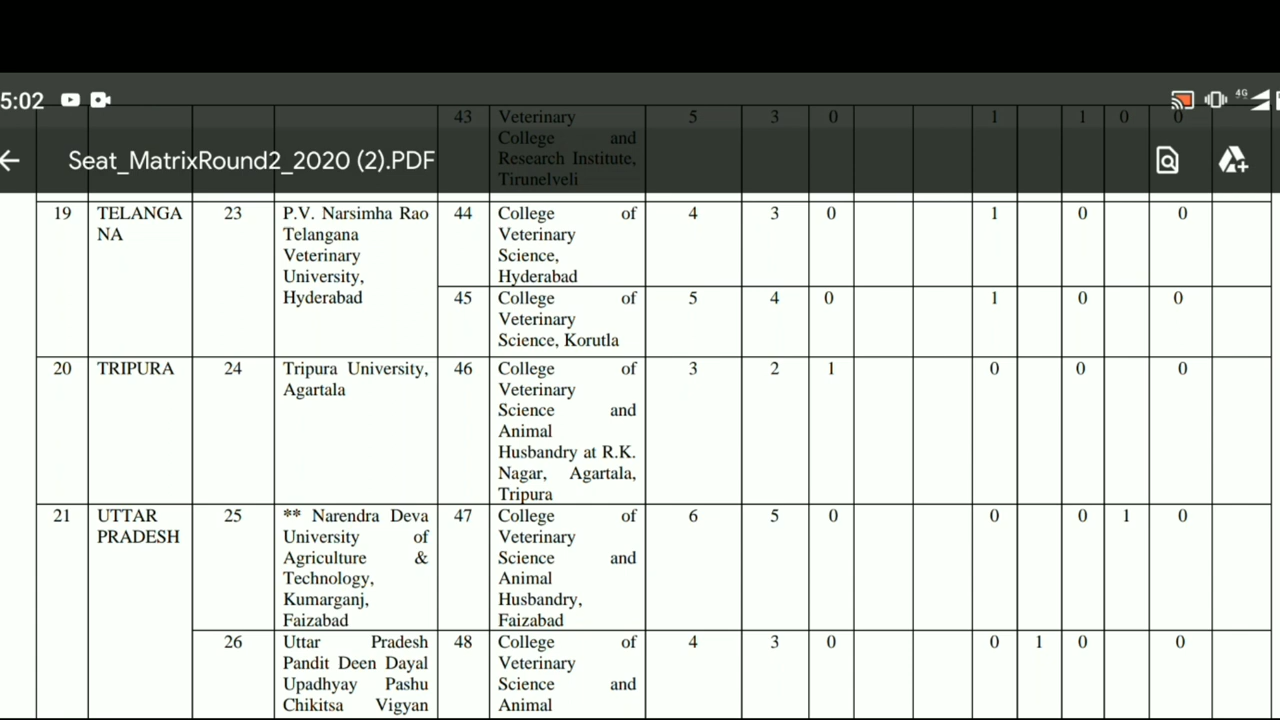 5:02
4G
43 Veterinary 5 3 0 1 1 0 0
College and
Research Institute,
Tirunelveli
Seat_MatrixRound2_2020 (2).PDF
19 TELANGA 23 P.V. Narsimha Rao 44 College of 4 3 0 1 0 0
NA Telangana Veterinary
Veterinary Science,
University, Hyderabad
Hyderabad 45 College of 5 4 0 1 0 0
Veterinary
Science, Korutla
20 TRIPURA 24 Tripura University, 46 College of 3 2 1 0 0 0
Agartala Veterinary
Science and
Animal
Husbandry at R.K.
Nagar, Agartala,
Tripura
21 UTTAR 25 ** Narendra Deva 47 College of 6 5 0 0 0 1 0
PRADESH University of Veterinary
Agriculture & Science and
Technology, Animal
Kumarganj, Husbandry,
Faizabad Faizabad
26 Uttar Pradesh 48 College of 4 3 0 0 1 0 0
Pandit Deen Dayal Veterinary
Upadhyay Pashu Science and
Chikitsa Vigyan Animal